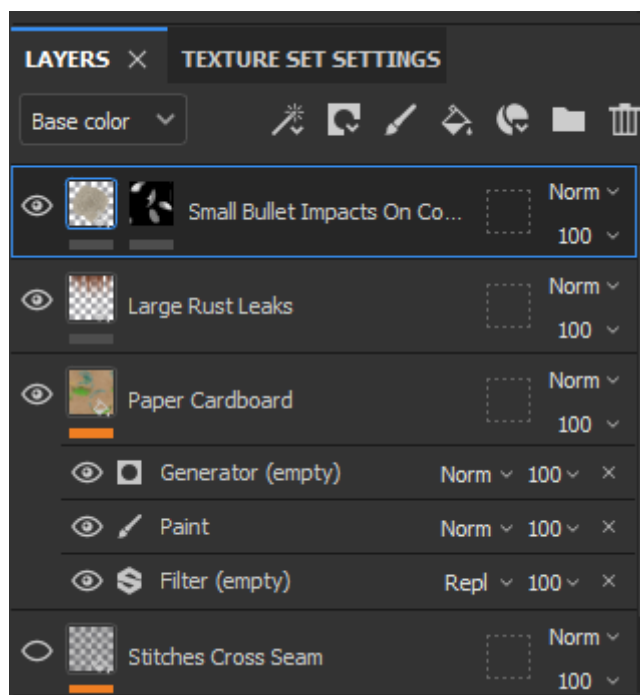 LAYERS TEXTURE SET SETTINGS
Base color
Small Bullet Impacts On Co... Norm
100
Large Rust Leaks Norm
100
Paper Cardboard Norm
100
Generator (empty) Norm 100
Paint Norm 100
Filter (empty) Repl 100
Stitches Cross Seam Norm
100